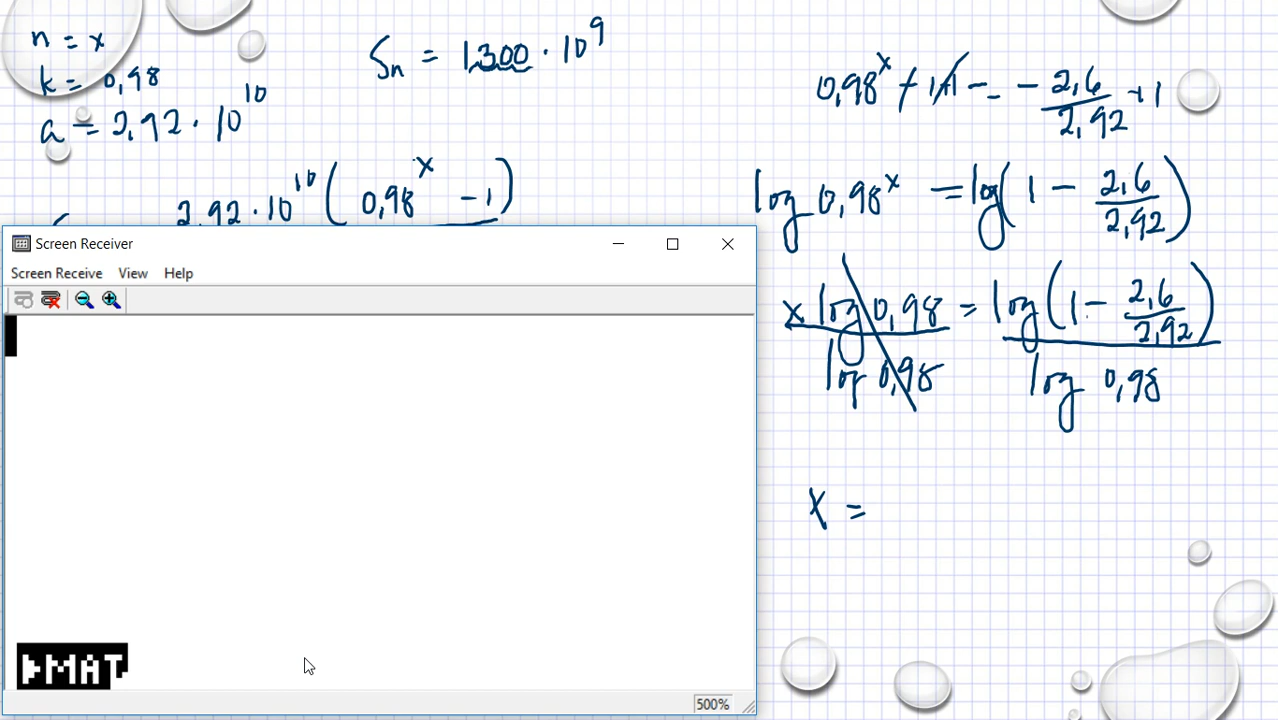 n = x
k = 0,98
a = 2,92 · 10^10
Sn = 1300 · 10^9
2,92 · 10^10 ( 0,98^x - 1 )
Screen Receiver
Screen Receive View Help
▶MAT
500%
0,98^x - 1 + 1 = - 2,6/2,92 + 1
log 0,98^x = log( 1 - 2,6/2,92 )
x log 0,98 / log 0,98 = log( 1 - 2,6/2,92 ) / log 0,98
x =